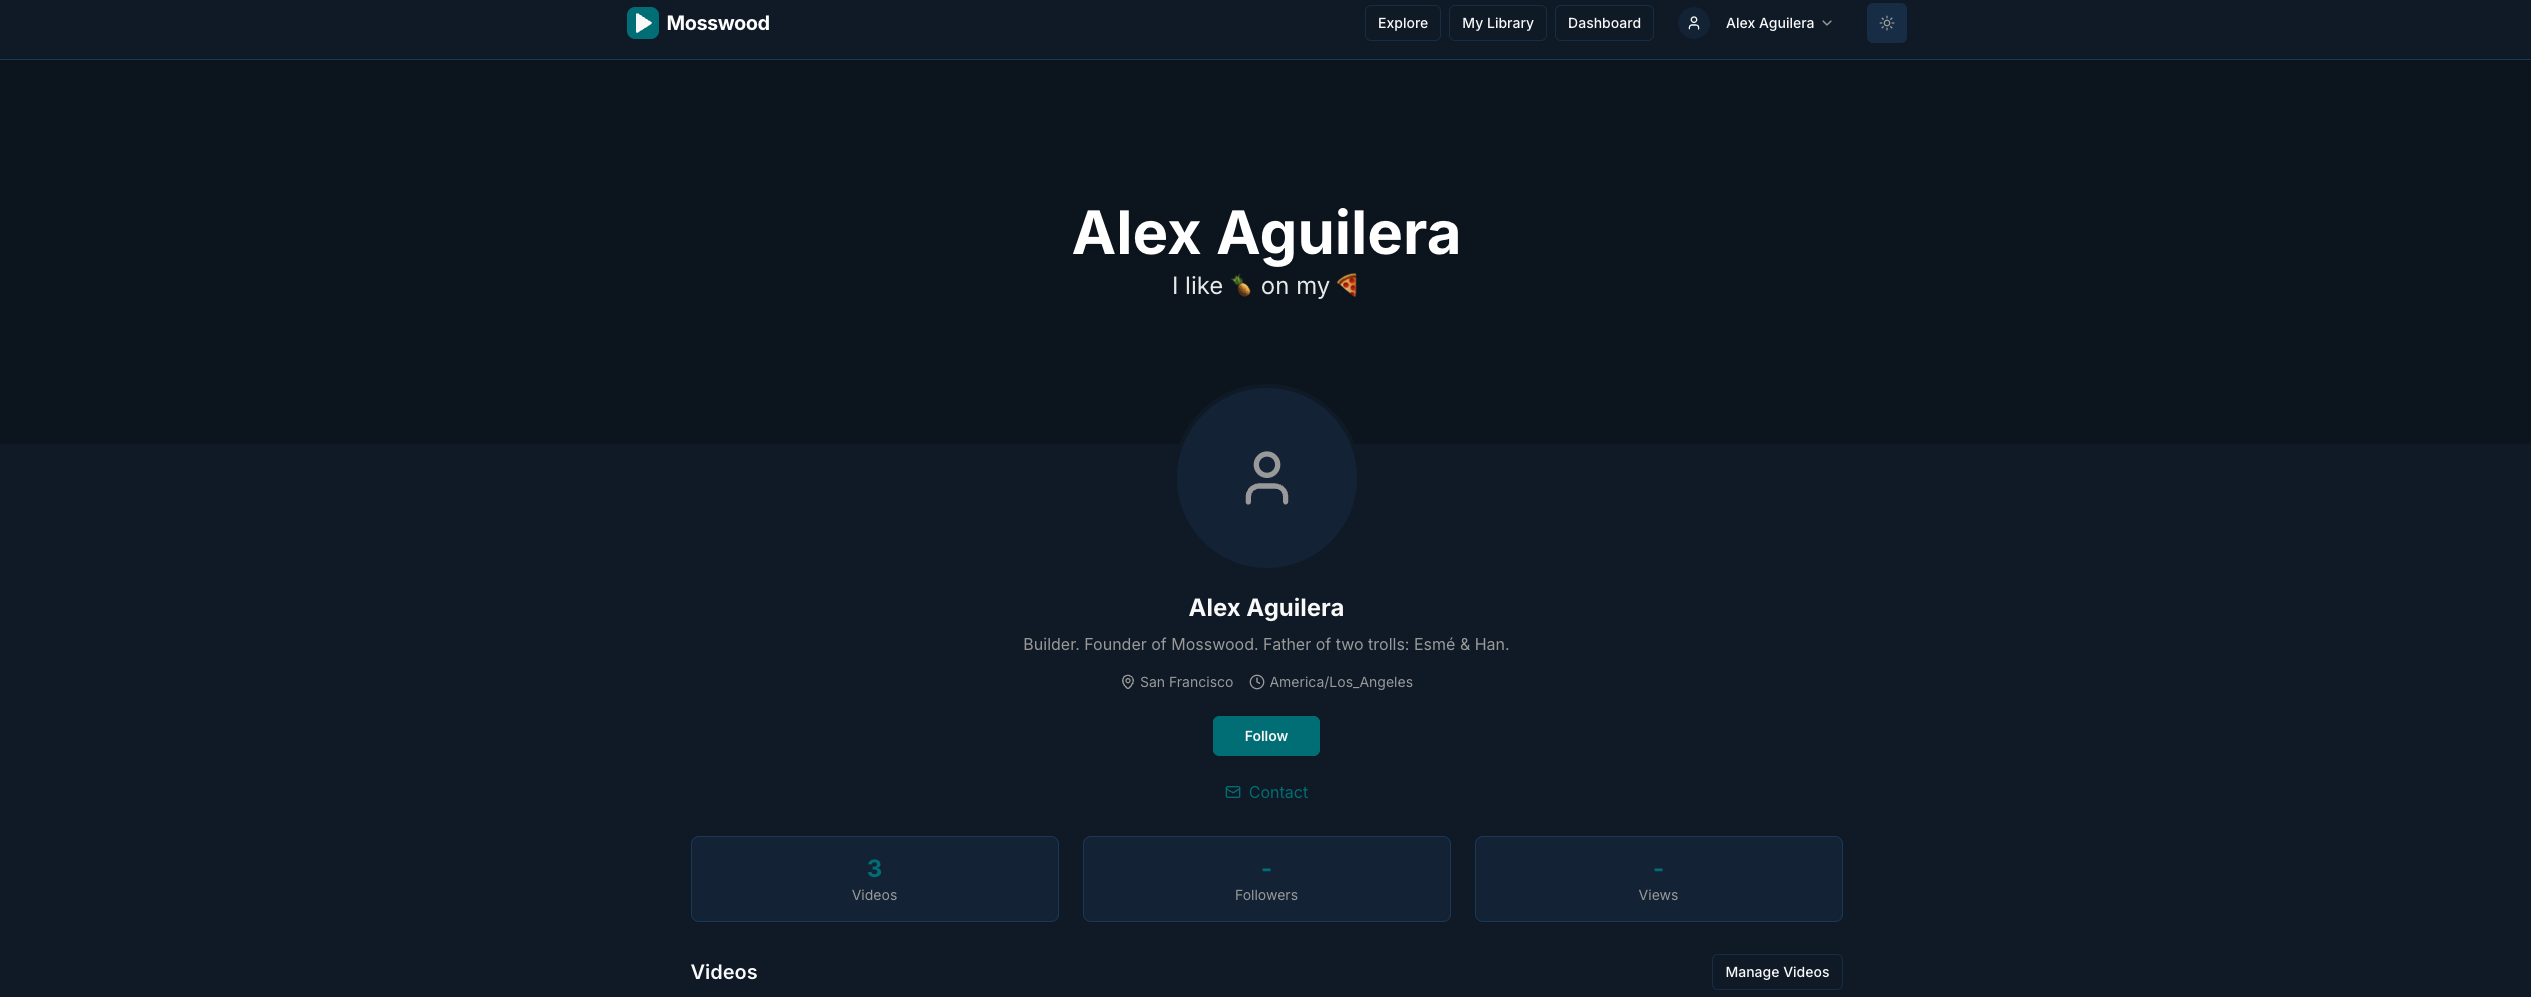 Mosswood
Explore
My Library
Dashboard
Alex Aguilera
Alex Aguilera
I like 🍍 on my 🍕
Alex Aguilera
Builder. Founder of Mosswood. Father of two trolls: Esmé & Han.
San Francisco
America/Los_Angeles
Follow
Contact
3
Videos
-
Followers
-
Views
Videos
Manage Videos